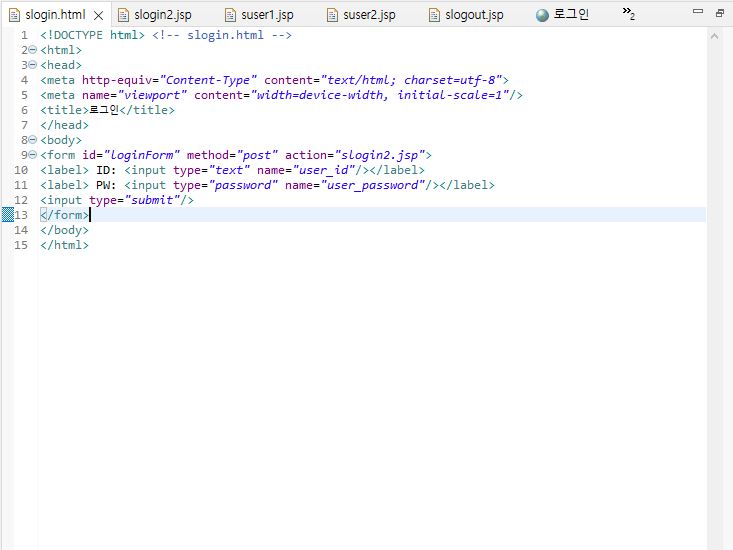 slogin.html slogin2.jsp suser1.jsp suser2.jsp slogout.jsp 로그인 »2
1 <!DOCTYPE html> <!-- slogin.html -->
2 <html>
3 <head>
4 <meta http-equiv="Content-Type" content="text/html; charset=utf-8">
5 <meta name="viewport" content="width=device-width, initial-scale=1"/>
6 <title>로그인</title>
7 </head>
8 <body>
9 <form id="loginForm" method="post" action="slogin2.jsp">
10 <label> ID: <input type="text" name="user_id"/></label>
11 <label> PW: <input type="password" name="user_password"/></label>
12 <input type="submit"/>
13 </form>
14 </body>
15 </html>